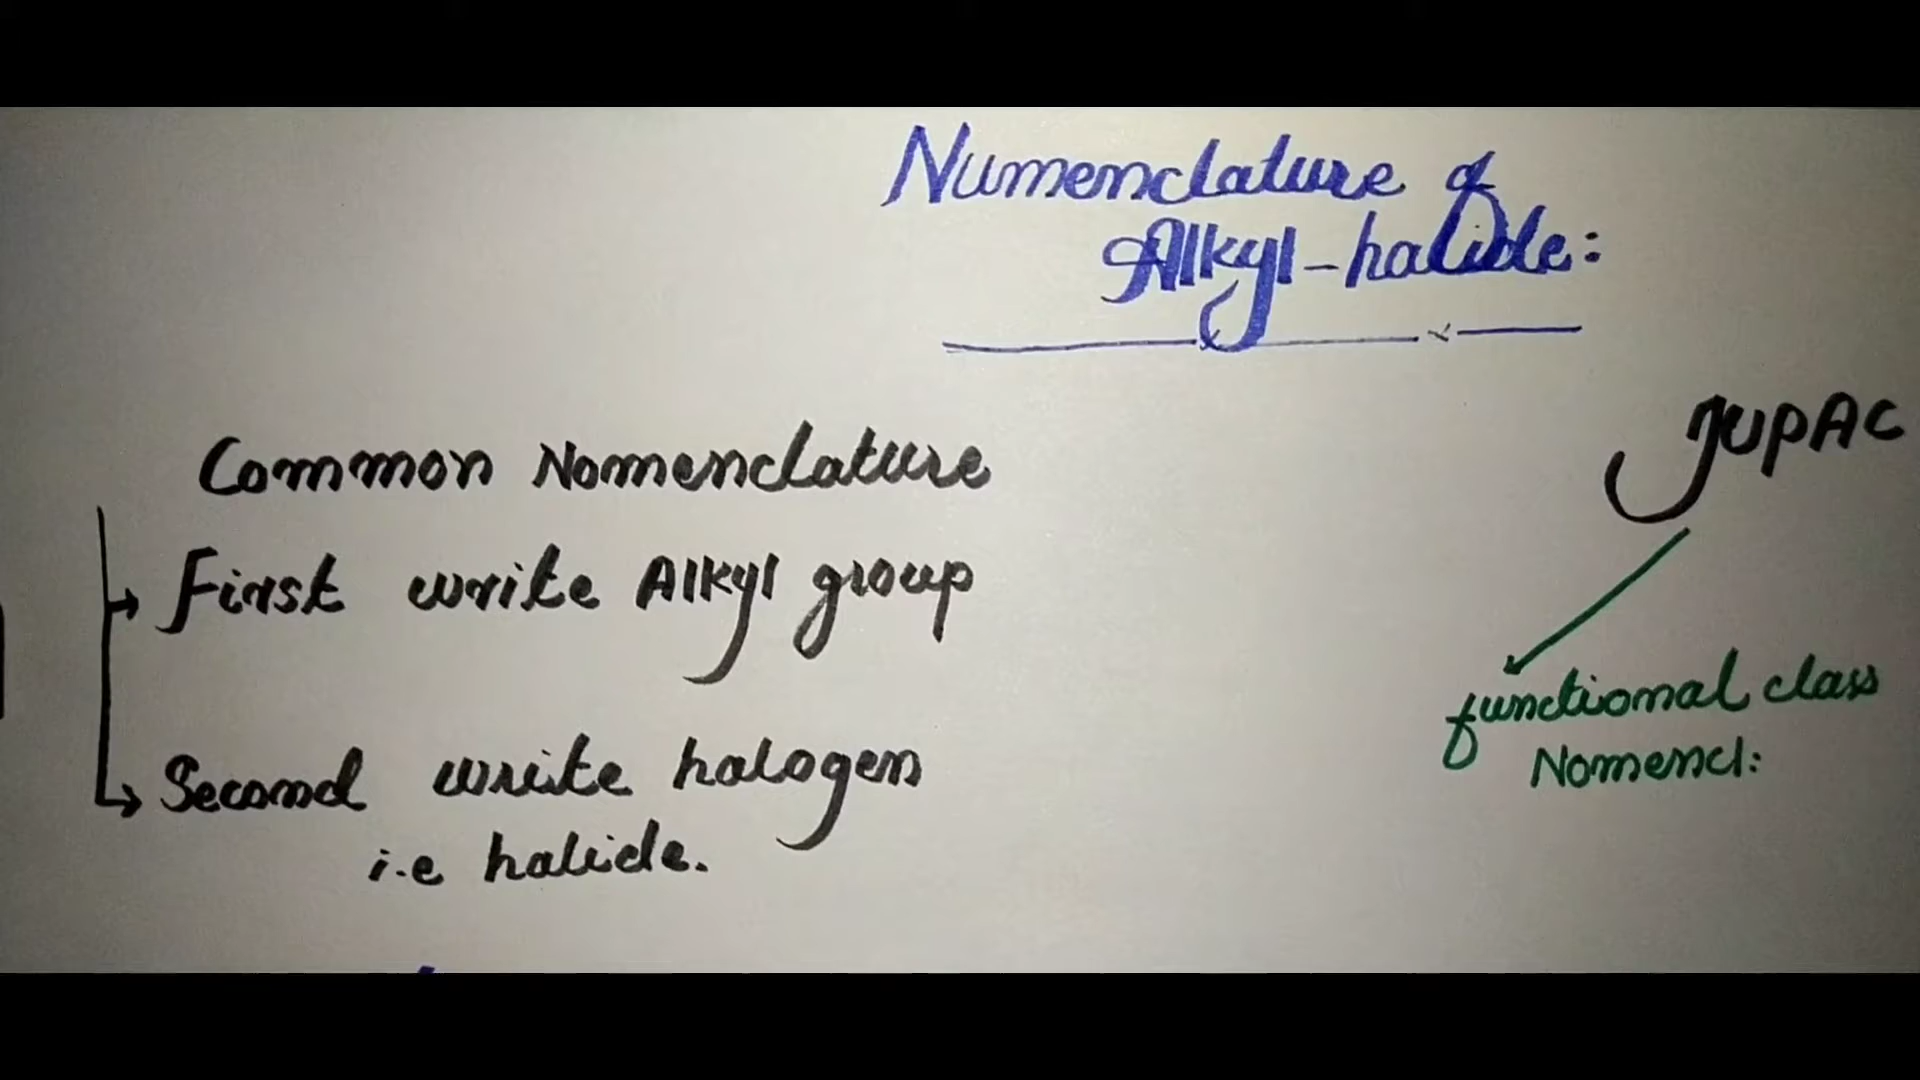 Numenclature of
Alkyl-halide:
Common Nomenclature
First write Alkyl group
Second write halogen
i.e halide.
IUPAC
functional class
Nomencl: